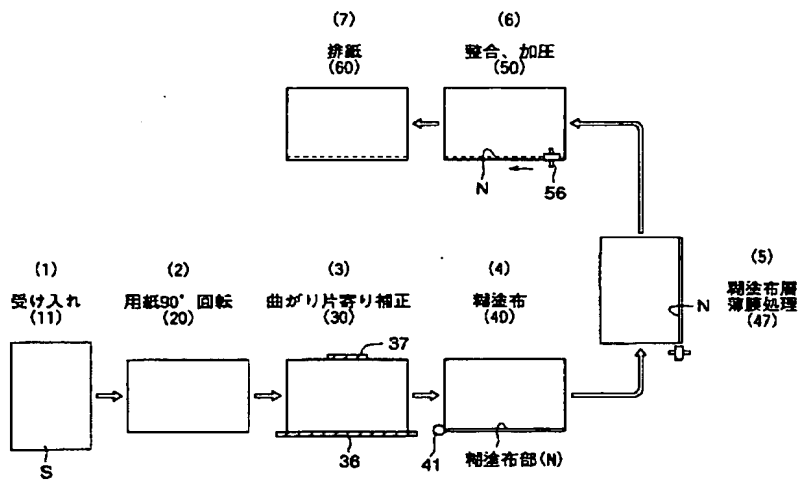 (7)
排紙
(60)
(6)
整合、加圧
(50)
N
56
(1)
受け入れ
(11)
S
(2)
用紙90°回転
(20)
(3)
曲がり片寄り補正
(30)
37
36
(4)
糊塗布
(40)
41
糊塗布部(N)
(5)
糊塗布層
薄膜処理
(47)
N